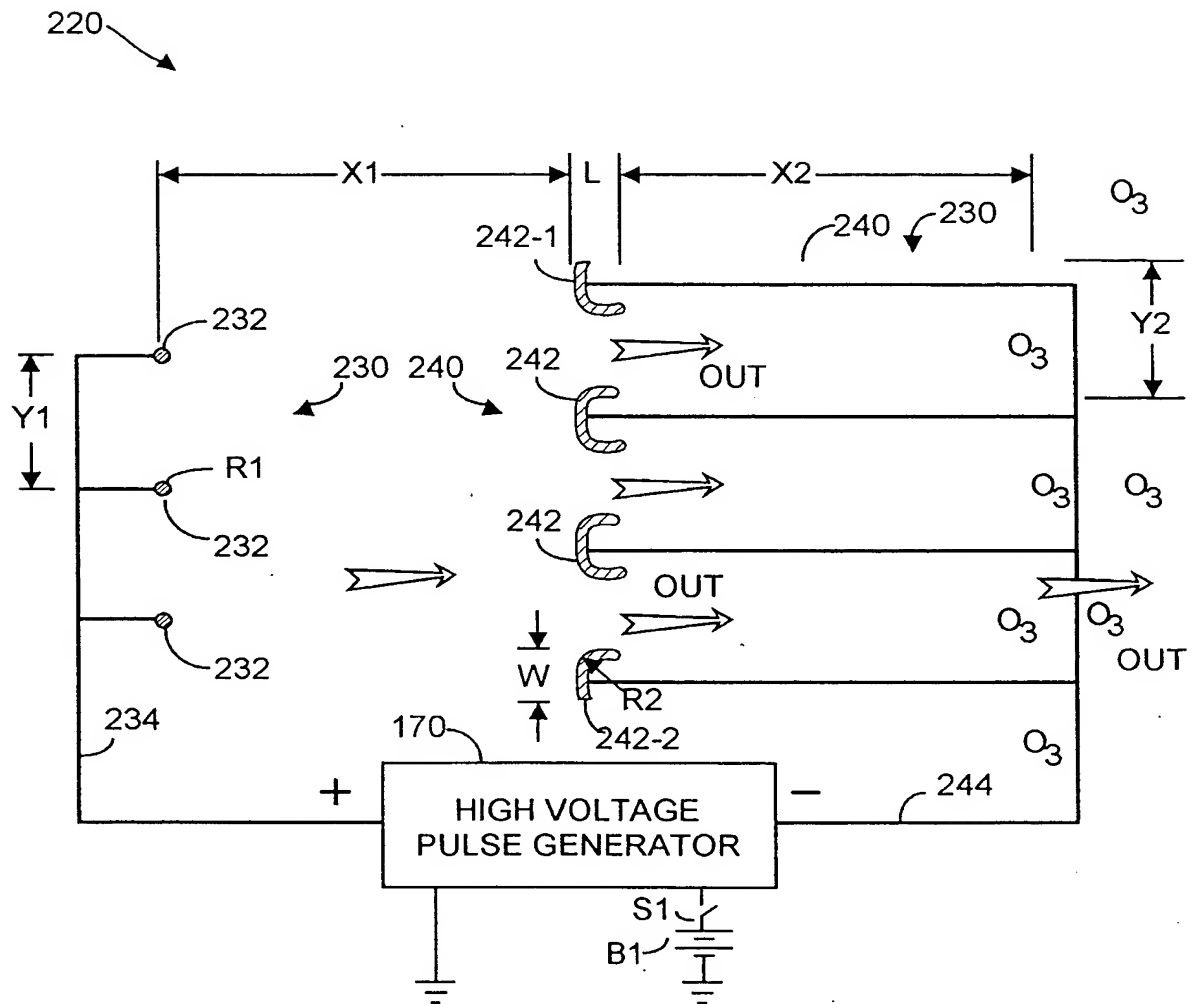 220
X1
L
X2
O3
242-1
240
230
232
Y2
O3
230
240
242
OUT
Y1
R1
O3
O3
232
242
OUT
O3
O3
232
W
R2
OUT
234
170
242-2
O3
+
−
244
HIGH VOLTAGE
PULSE GENERATOR
S1
B1